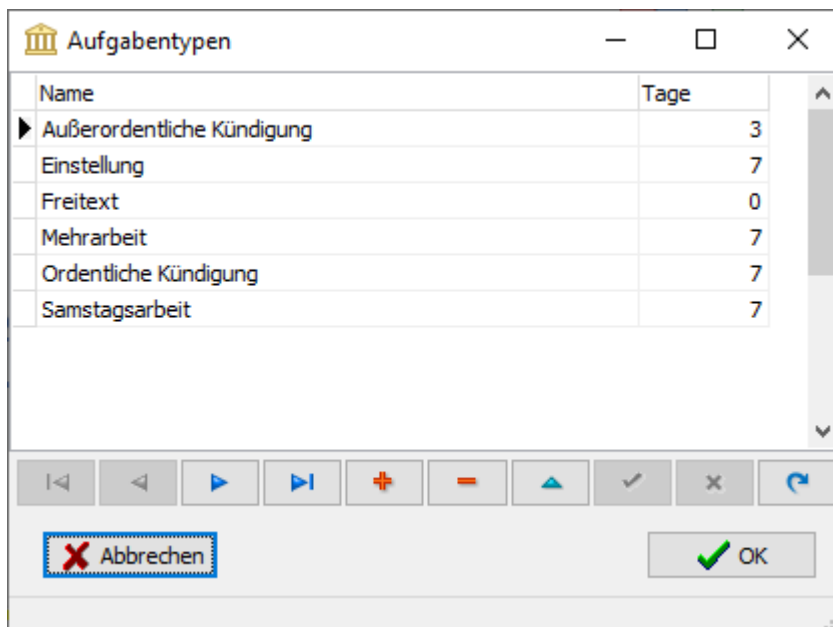 Aufgabentypen
Name Tage
Außerordentliche Kündigung 3
Einstellung 7
Freitext 0
Mehrarbeit 7
Ordentliche Kündigung 7
Samstagsarbeit 7
Abbrechen OK